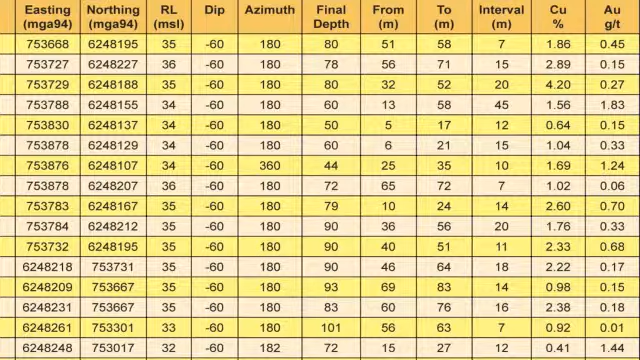 Easting (mga94) Northing (mga94) RL (msl) Dip Azimuth Final Depth From (m) To (m) Interval (m) Cu % Au g/t
753668 6248195 35 -60 180 80 51 58 7 1.86 0.45
753727 6248227 36 -60 180 78 56 71 15 2.89 0.15
753729 6248188 35 -60 180 80 32 52 20 4.20 0.27
753788 6248155 34 -60 180 60 13 58 45 1.56 1.83
753830 6248137 34 -60 180 50 5 17 12 0.64 0.15
753878 6248129 34 -60 180 60 6 21 15 1.04 0.33
753876 6248107 34 -60 360 44 25 35 10 1.69 1.24
753878 6248207 36 -60 180 72 65 72 7 1.02 0.06
753783 6248167 35 -60 180 79 10 24 14 2.60 0.70
753784 6248212 35 -60 180 90 36 56 20 1.76 0.33
753732 6248195 35 -60 180 90 40 51 11 2.33 0.68
6248218 753731 35 -60 180 90 46 64 18 2.22 0.17
6248209 753667 35 -60 180 93 69 83 14 0.98 0.15
6248231 753667 35 -60 180 83 60 76 16 2.38 0.18
6248261 753301 33 -60 180 101 56 63 7 0.92 0.01
6248248 753017 32 -60 182 72 15 27 12 0.41 1.44